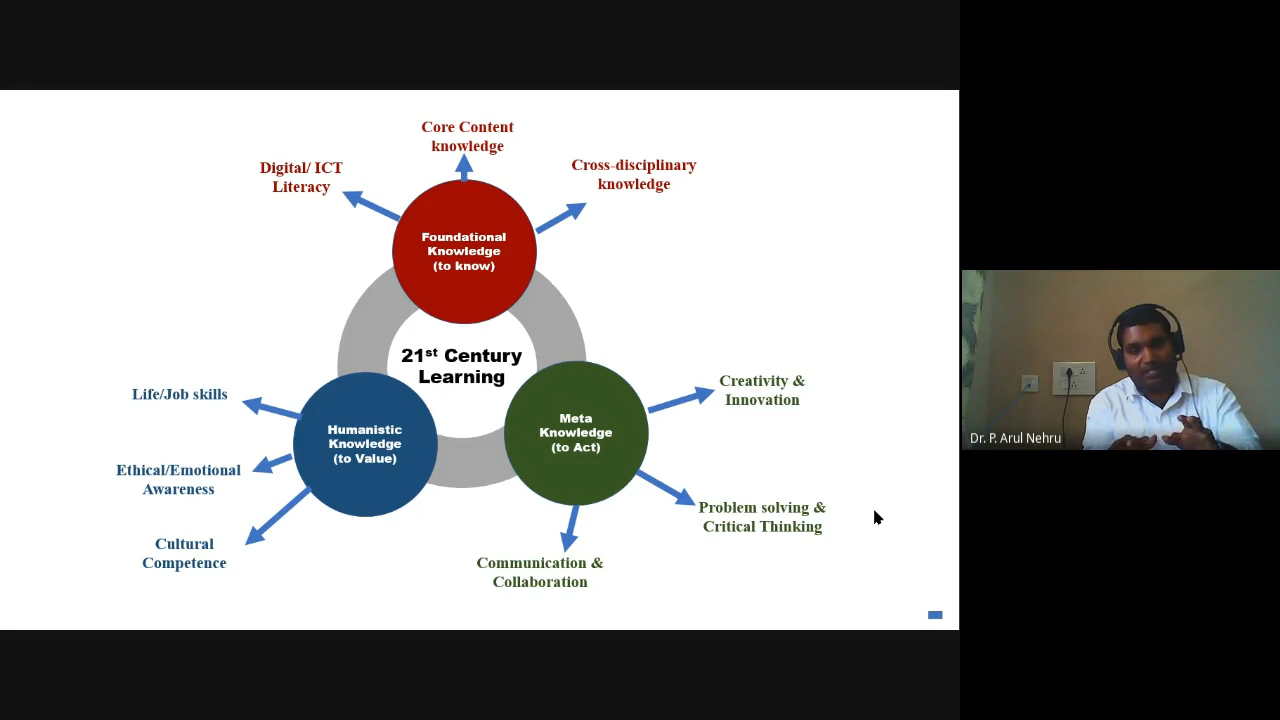 Core Content
knowledge
Digital/ ICT
Literacy
Cross-disciplinary
knowledge
Foundational
Knowledge
(to know)
21st Century
Learning
Life/Job skills
Ethical/Emotional
Awareness
Cultural
Competence
Humanistic
Knowledge
(to Value)
Meta
Knowledge
(to Act)
Creativity &
Innovation
Problem solving &
Critical Thinking
Communication &
Collaboration
Dr. P. Arul Nehru